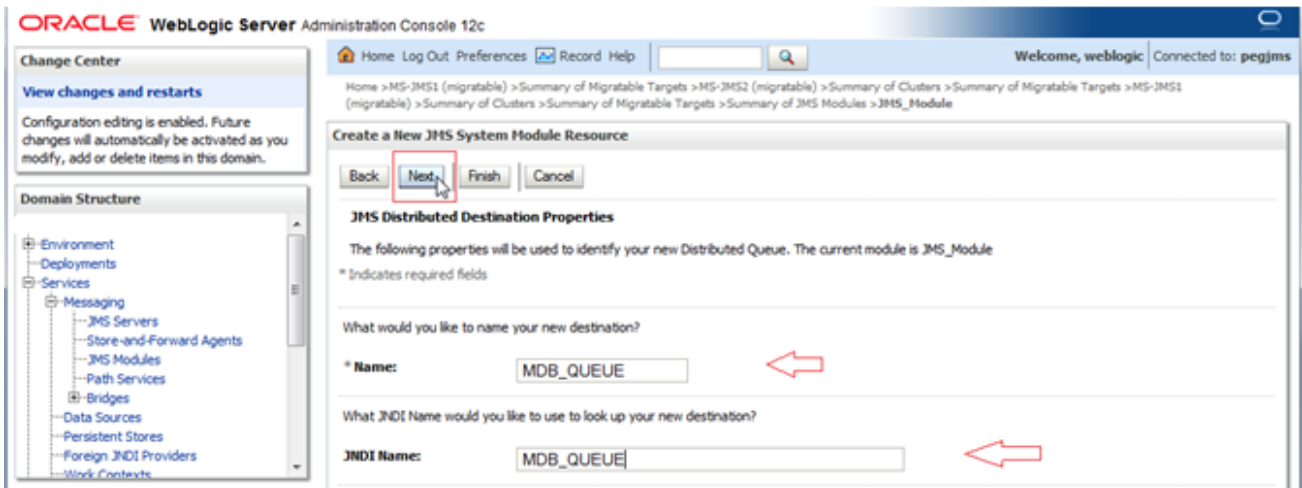 ORACLE WebLogic Server Administration Console 12c
Change Center
View changes and restarts
Configuration editing is enabled. Future
changes will automatically be activated as you
modify, add or delete items in this domain.
Domain Structure
Environment
Deployments
Services
Messaging
JMS Servers
Store-and-Forward Agents
JMS Modules
Path Services
Bridges
Data Sources
Persistent Stores
Foreign JNDI Providers
Work Contexts
Home Log Out Preferences Record Help
Welcome, weblogic Connected to: pegjms
Home >MS-JMS1 (migratable) >Summary of Migratable Targets >MS-JMS2 (migratable) >Summary of Clusters >Summary of Migratable Targets >MS-JMS1
(migratable) >Summary of Clusters >Summary of Migratable Targets >Summary of JMS Modules >JMS_Module
Create a New JMS System Module Resource
Back Next Finish Cancel
JMS Distributed Destination Properties
The following properties will be used to identify your new Distributed Queue. The current module is JMS_Module
* Indicates required fields
What would you like to name your new destination?
* Name: MDB_QUEUE
What JNDI Name would you like to use to look up your new destination?
JNDI Name: MDB_QUEUE